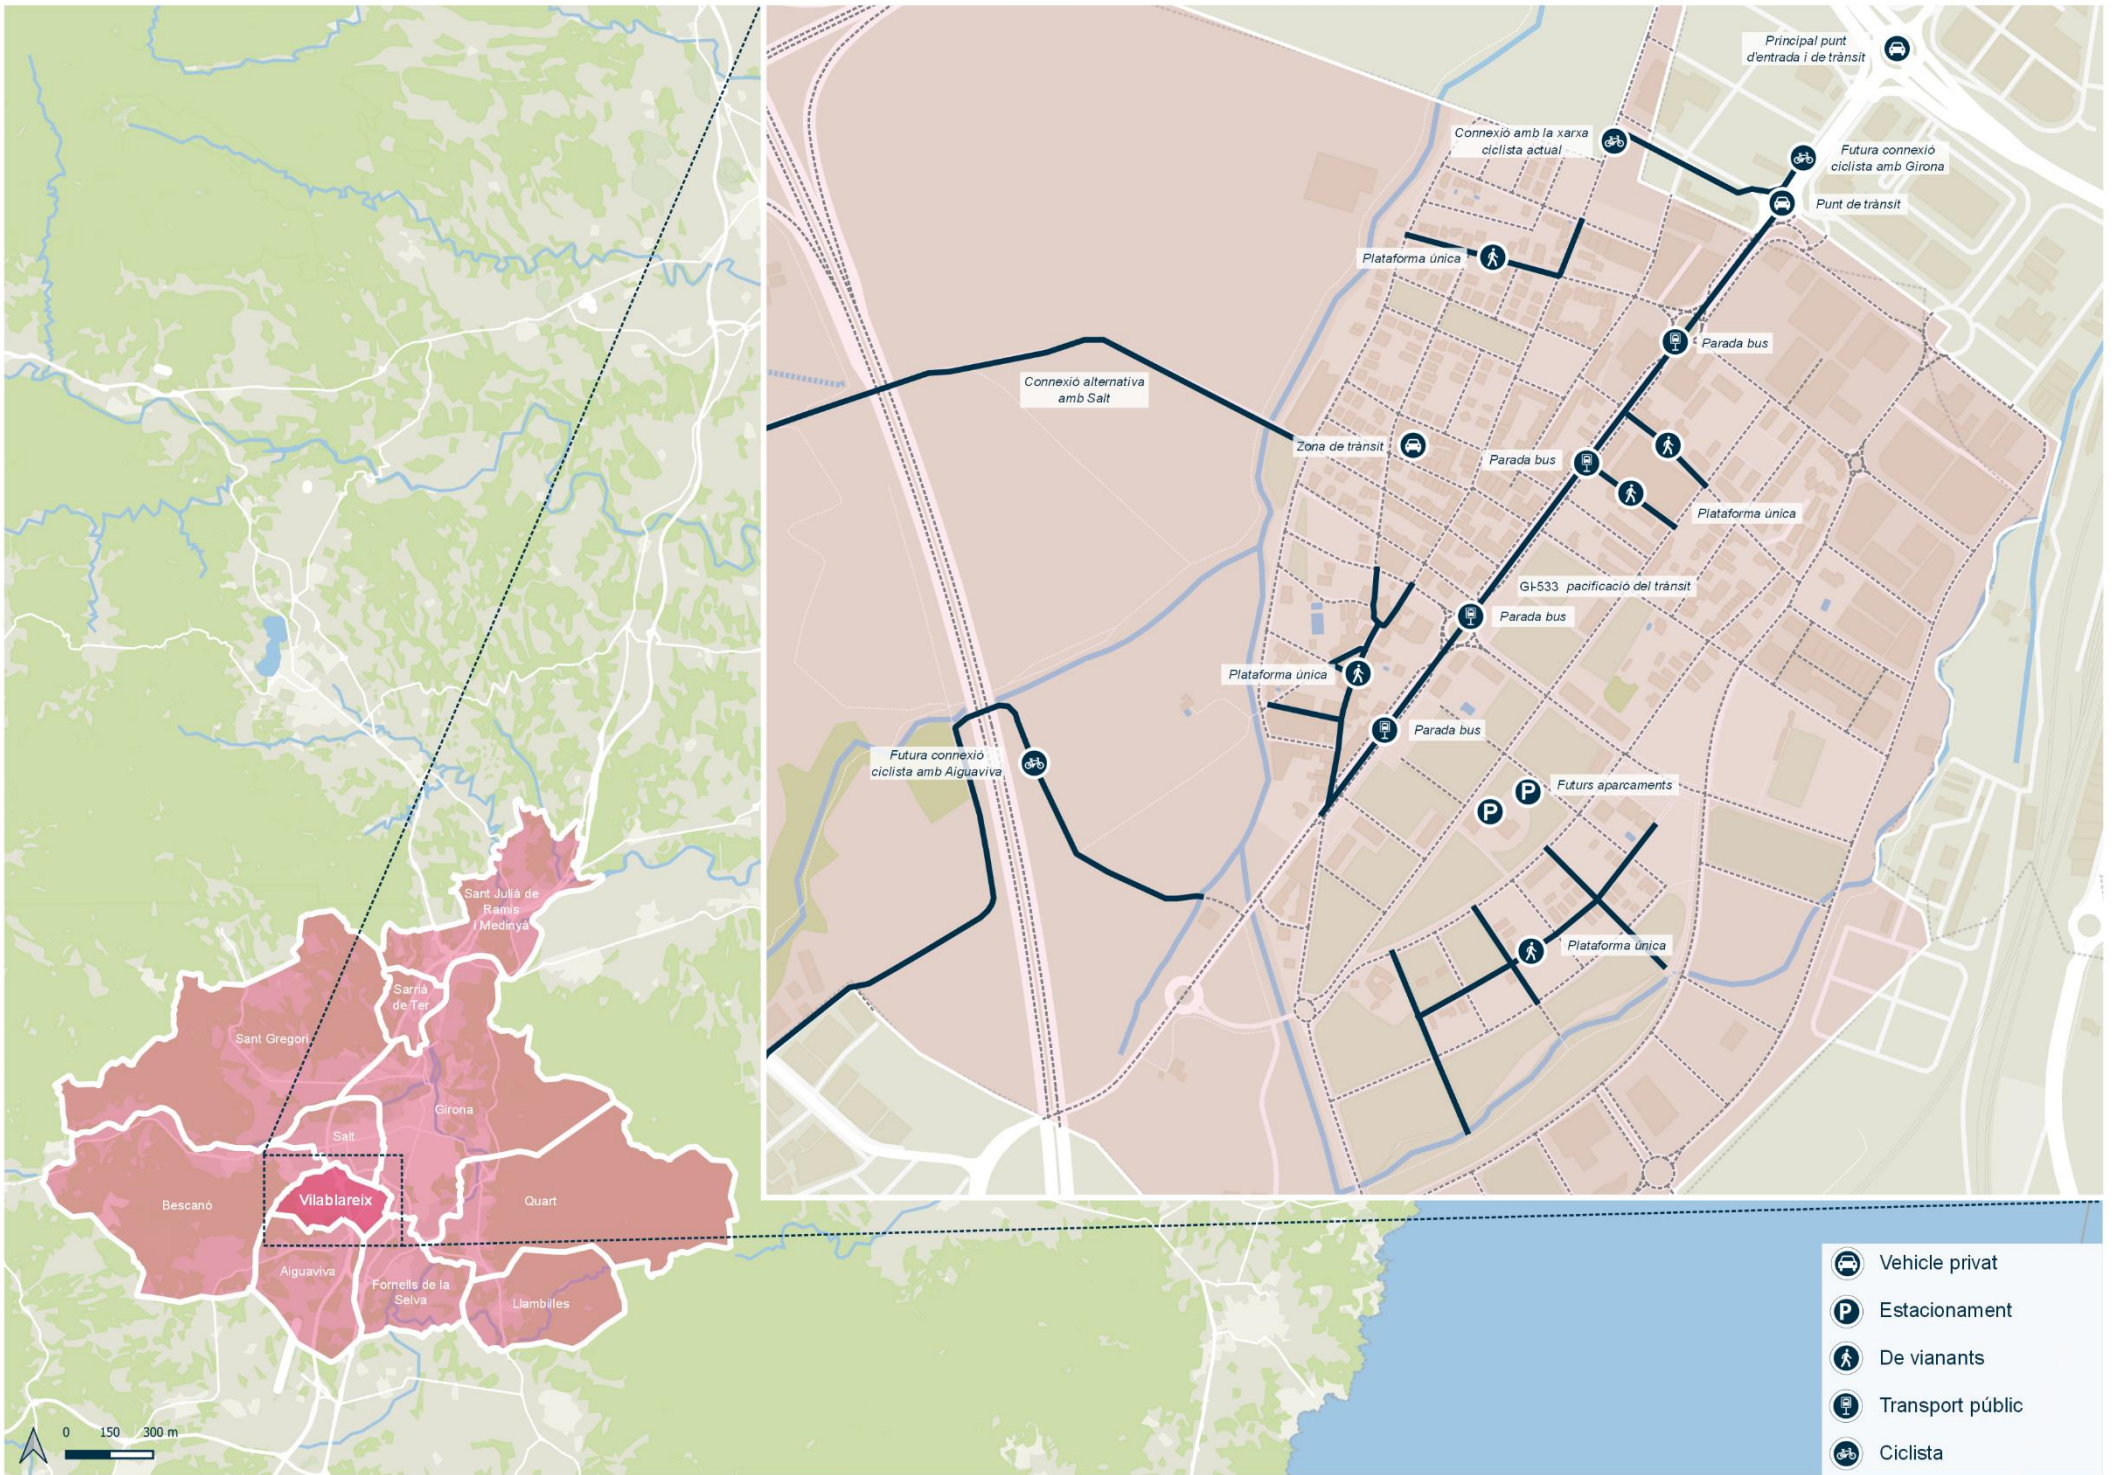 Principal punt
d'entrada i de trànsit
Connexió amb la xarxa
ciclista actual
Futura connexió
ciclista amb Girona
Punt de trànsit
Plataforma única
Parada bus
Connexió alternativa
amb Salt
Zona de trànsit
Parada bus
Plataforma única
GI-533 pacificació del trànsit
Parada bus
Plataforma única
Parada bus
Futura connexió
ciclista amb Aiguaviva
P
P
Futurs aparcaments
Plataforma única
Sant Julià de
Ramis
i Medinyà
Sarrià
de Ter
Sant Gregori
Girona
Salt
Vilablareix
Bescanó
Quart
Aiguaviva
Fornells de la
Selva
Llambilles
0 150 300 m
Vehicle privat
P Estacionament
De vianants
Transport públic
Ciclista